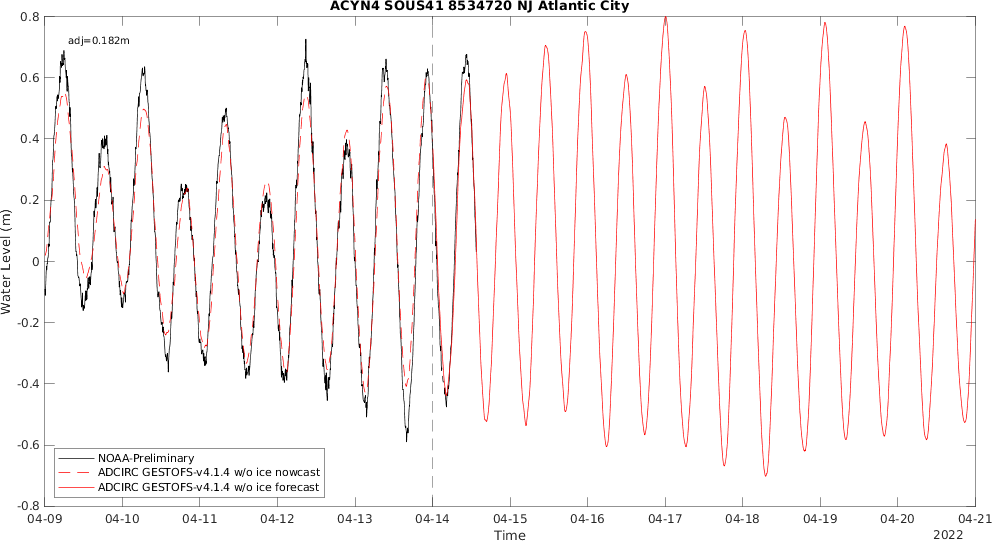 ACYN4 SOUS41 8534720 NJ Atlantic City
adj=0.182m
0.8
0.6
0.4
0.2
0
-0.2
-0.4
-0.6
-0.8
Water Level (m)
NOAA-Preliminary
ADCIRC GESTOFS-v4.1.4 w/o ice nowcast
ADCIRC GESTOFS-v4.1.4 w/o ice forecast
04-09 04-10 04-11 04-12 04-13 04-14 04-15 04-16 04-17 04-18 04-19 04-20 04-21
Time
2022